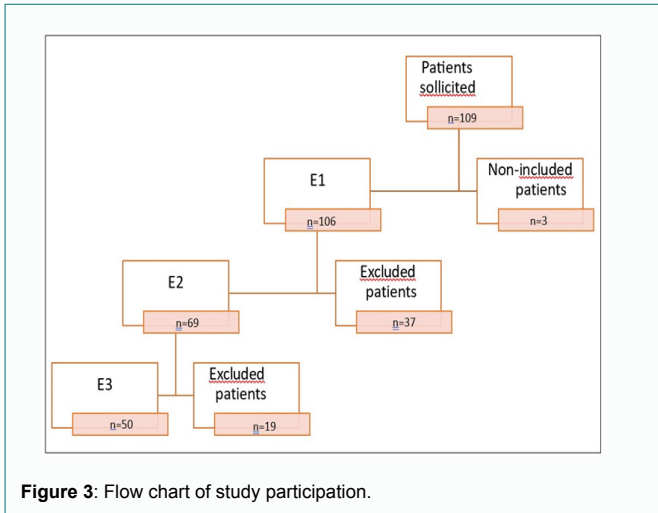 Patients
sollicited
n=109
E1
n=106
Non-included
patients
n=3
E2
n=69
Excluded
patients
n=37
E3
n=50
Excluded
patients
n=19
Figure 3: Flow chart of study participation.